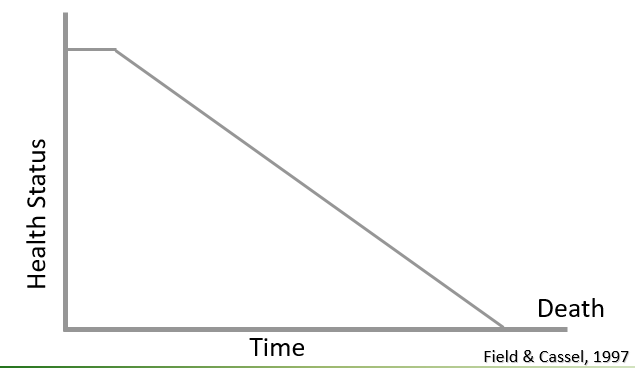 Health Status
Death
Time
Field & Cassel, 1997